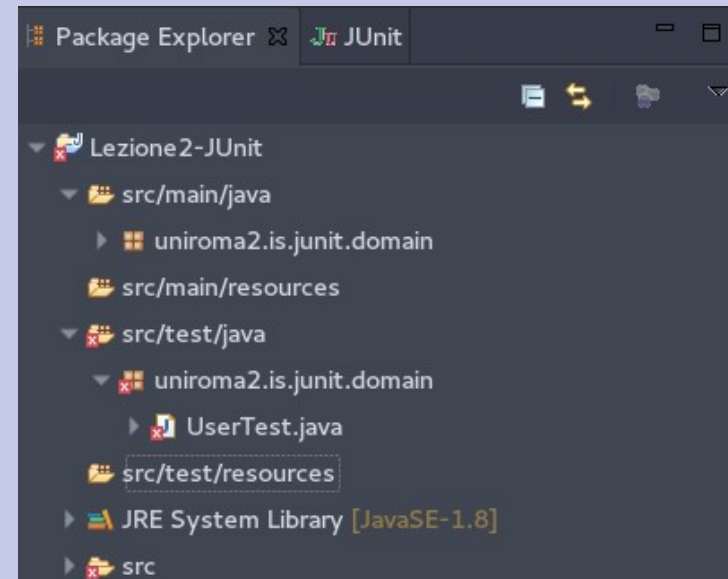 Package Explorer JUnit
Lezione2-JUnit
src/main/java
uniroma2.is.junit.domain
src/main/resources
src/test/java
uniroma2.is.junit.domain
UserTest.java
src/test/resources
JRE System Library [JavaSE-1.8]
src